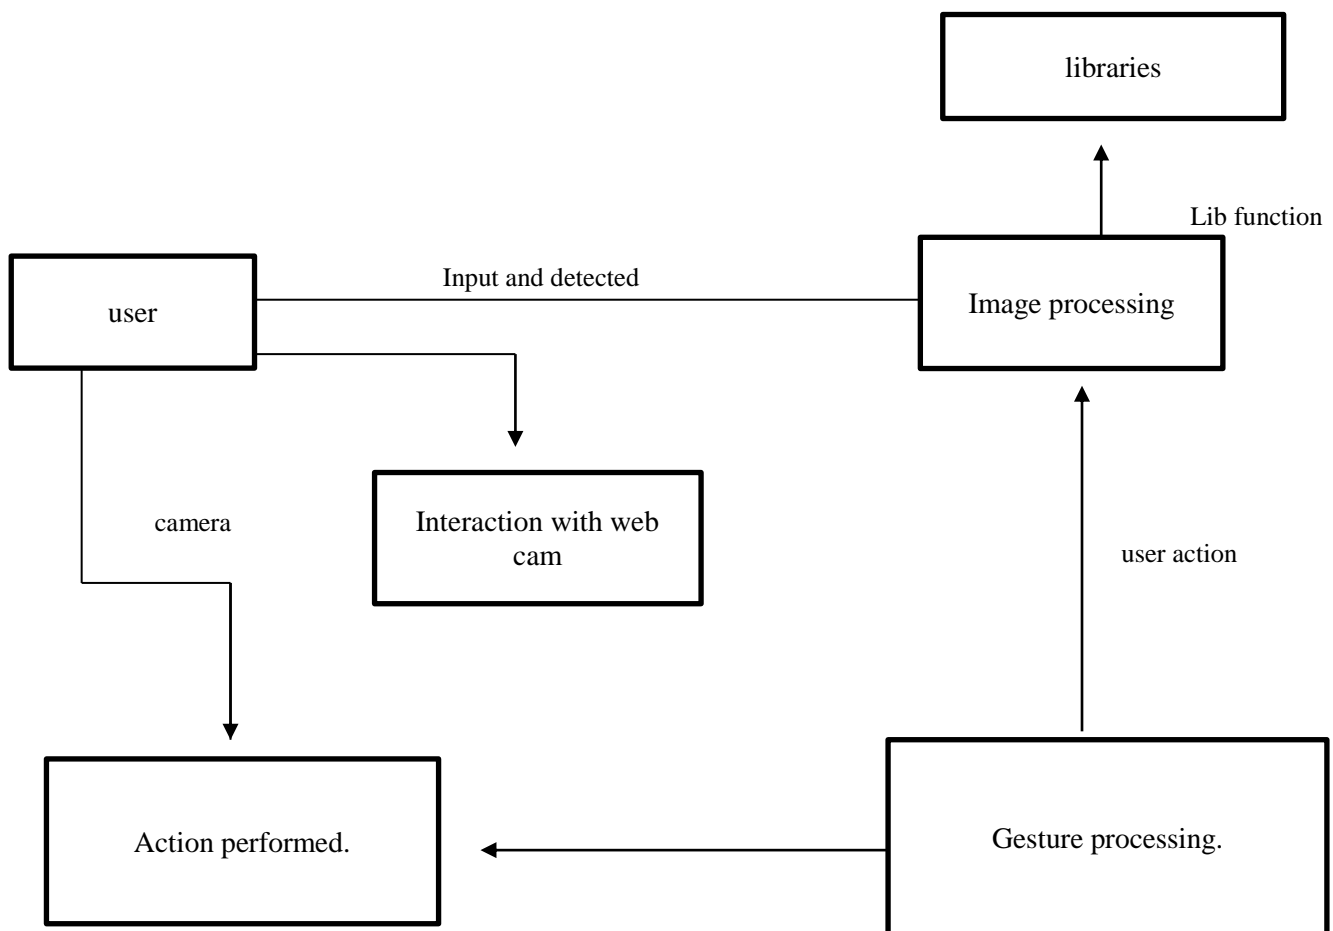 libraries
Lib function
Input and detected
user
Image processing
Interaction with web
cam
camera
user action
Action performed.
Gesture processing.